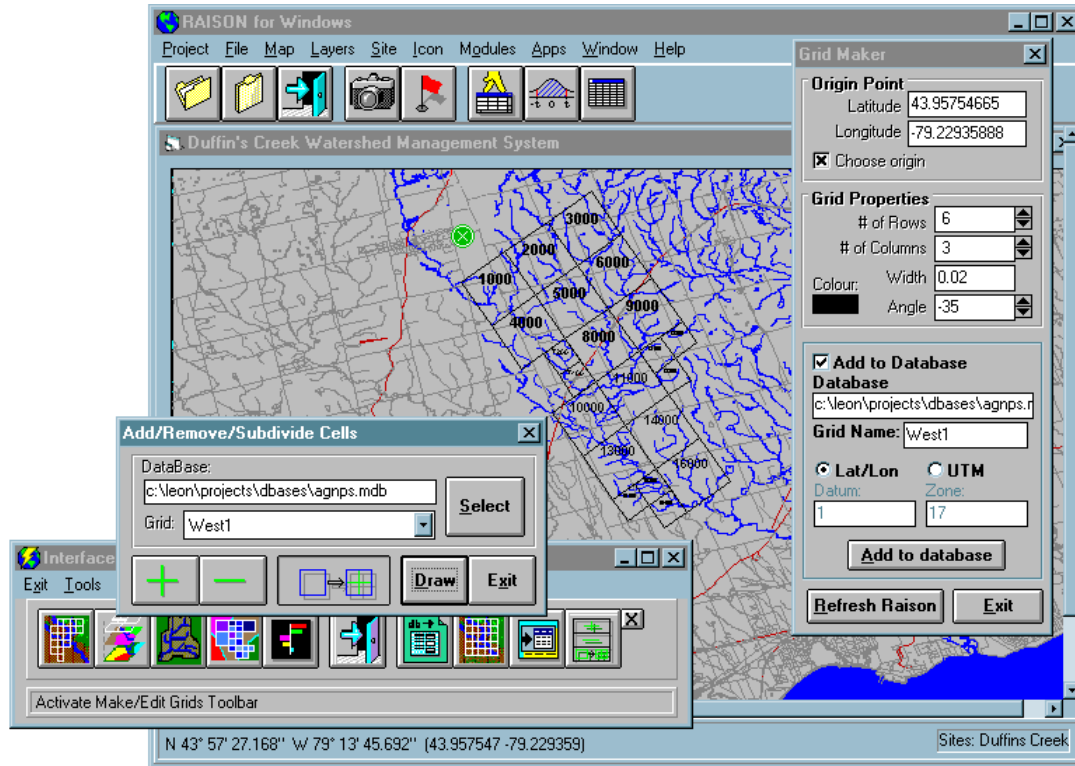 RAISON for Windows
Project File Map Layers Site Icon Modules Apps Window Help
-t o t
Duffin's Creek Watershed Management System
3000
2000
1000
6000
5000
9000
4000
8000
11000
10000
14000
13000
16000
Grid Maker
Origin Point
Latitude 43.95754665
Longitude -79.22935888
Choose origin
Grid Properties
# of Rows 6
# of Columns 3
Width 0.02
Colour:
Angle -35
Add to Database
Database
c:\leon\projects\dbases\agnps.m
Grid Name: West1
Lat/Lon UTM
Datum: Zone:
1 17
Add to database
Refresh Raison Exit
Add/Remove/Subdivide Cells
DataBase:
c:\leon\projects\dbases\agnps.mdb
Select
Grid: West1
Draw Exit
Interface
Exit Tools
db
Activate Make/Edit Grids Toolbar
N 43° 57' 27.168'' W 79° 13' 45.692'' (43.957547 -79.229359)
Sites: Duffins Creek